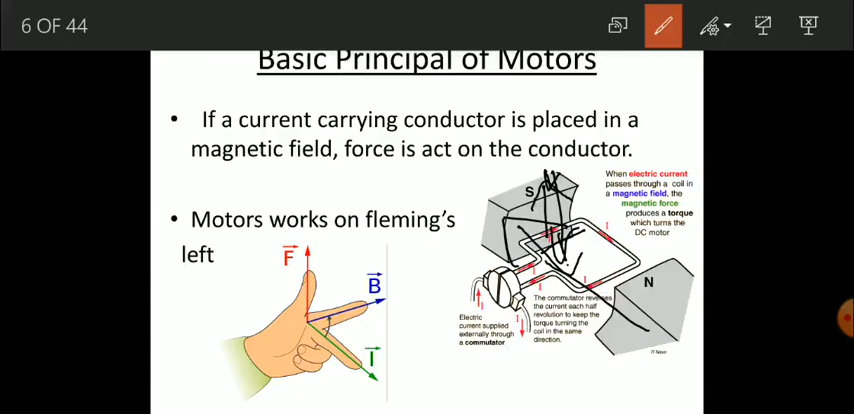 6 OF 44
Basic Principal of Motors
• If a current carrying conductor is placed in a
magnetic field, force is act on the conductor.
• Motors works on fleming's
left
F
B
I
S
N
I
I
I
I
I
I
When electric current
passes through a coil in
a magnetic field, the
magnetic force
produces a torque
which turns the
DC motor
Electric
current supplied
externally through
a commutator
The commutator reverses
the current each half
revolution to keep the
torque turning the
coil in the same
direction.